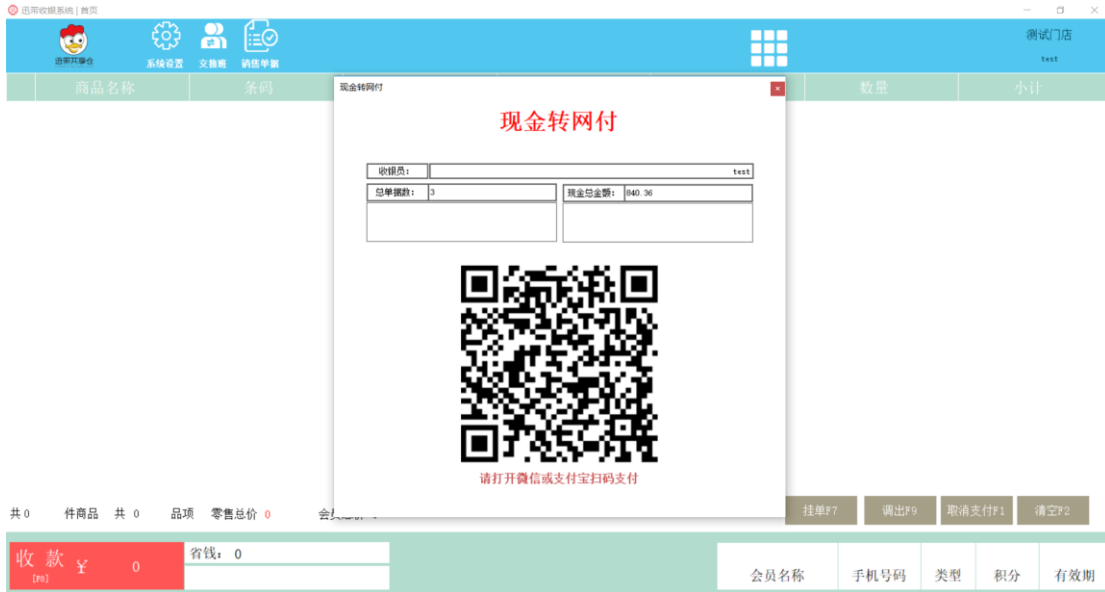 迅带收银系统 | 首页
迅带共享仓
系统设置 交接班 销售单据
测试门店
test
商品名称 条码 数量 小计
现金转网付
现金转网付
收银员： test
总单据数： 3 现金总金额： 840.36
请打开微信或支付宝扫码支付
挂单F7 调出F9 取消支付F1 清空F2
共0 件商品 共 0 品项 零售总价 0
收 款 ¥ 0
[F8]
省钱： 0
会员名称 手机号码 类型 积分 有效期